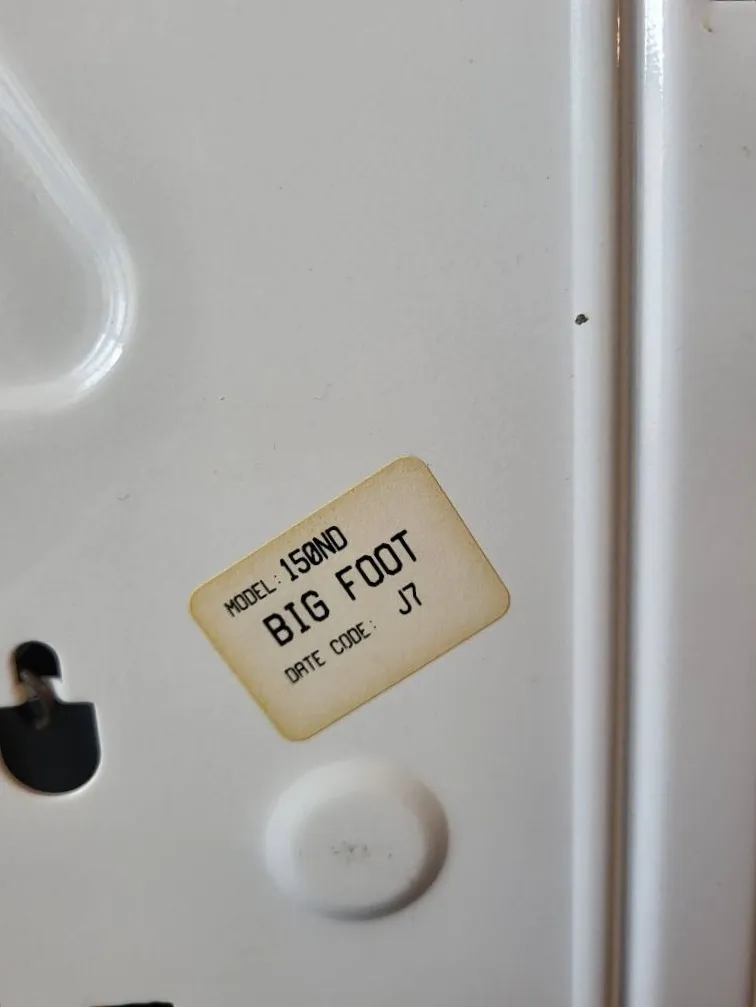 MODEL: 150ND
BIG FOOT
DATE CODE: J7